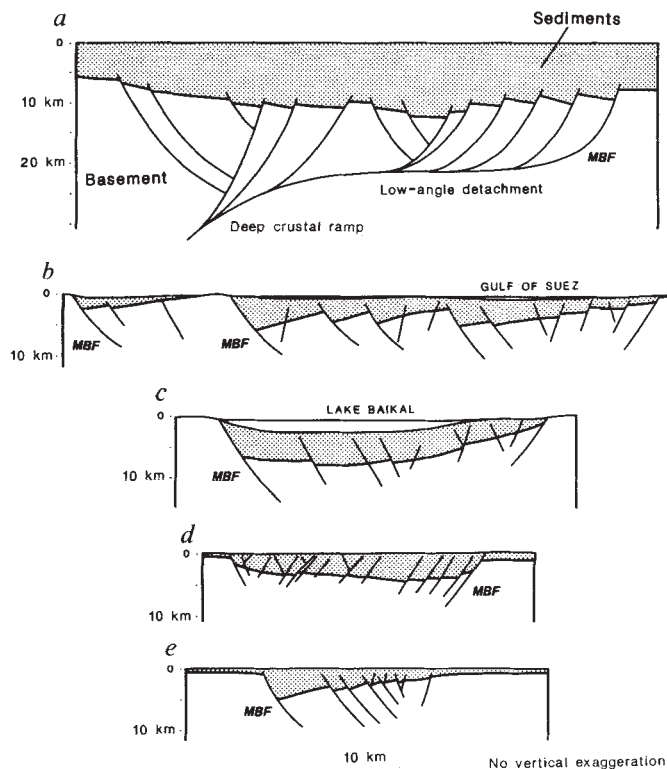 a
Sediments
0
10 km
20 km
Basement
MBF
Low-angle detachment
Deep crustal ramp
b
GULF OF SUEZ
0
MBF
MBF
10 km
c
LAKE BAIKAL
0
MBF
10 km
d
0
MBF
10 km
e
0
MBF
10 km
10 km
No vertical exaggeration